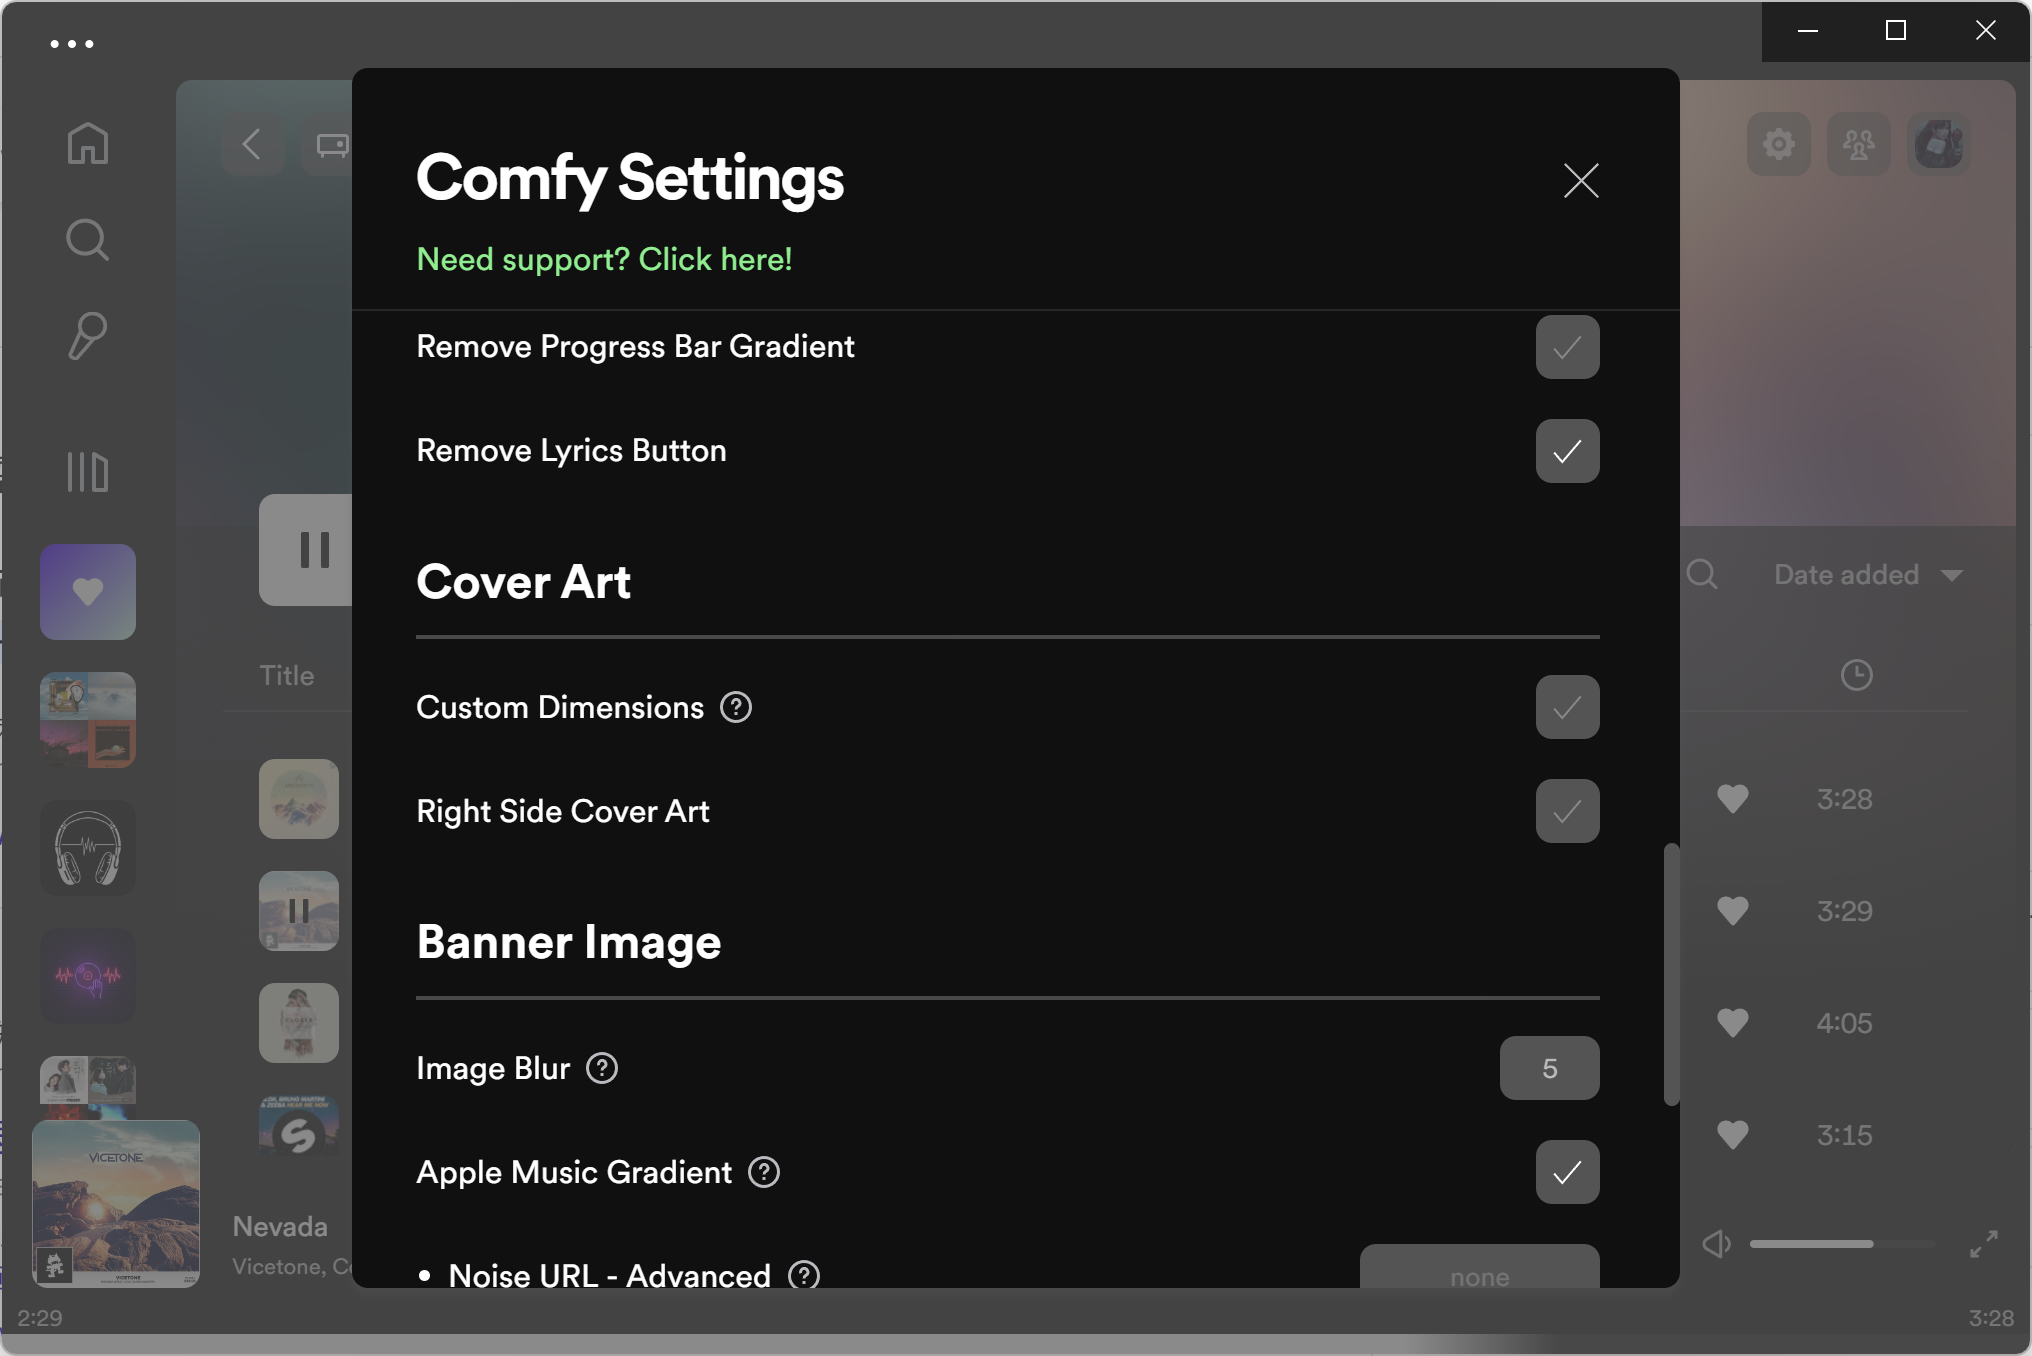 Comfy Settings
Need support? Click here!
Remove Progress Bar Gradient
Remove Lyrics Button
Cover Art
Custom Dimensions
Right Side Cover Art
Banner Image
Image Blur
5
Apple Music Gradient
Noise URL - Advanced
none
Date added
Title
3:28
3:29
4:05
3:15
VICETONE
Nevada
Vicetone, C
2:29
3:28